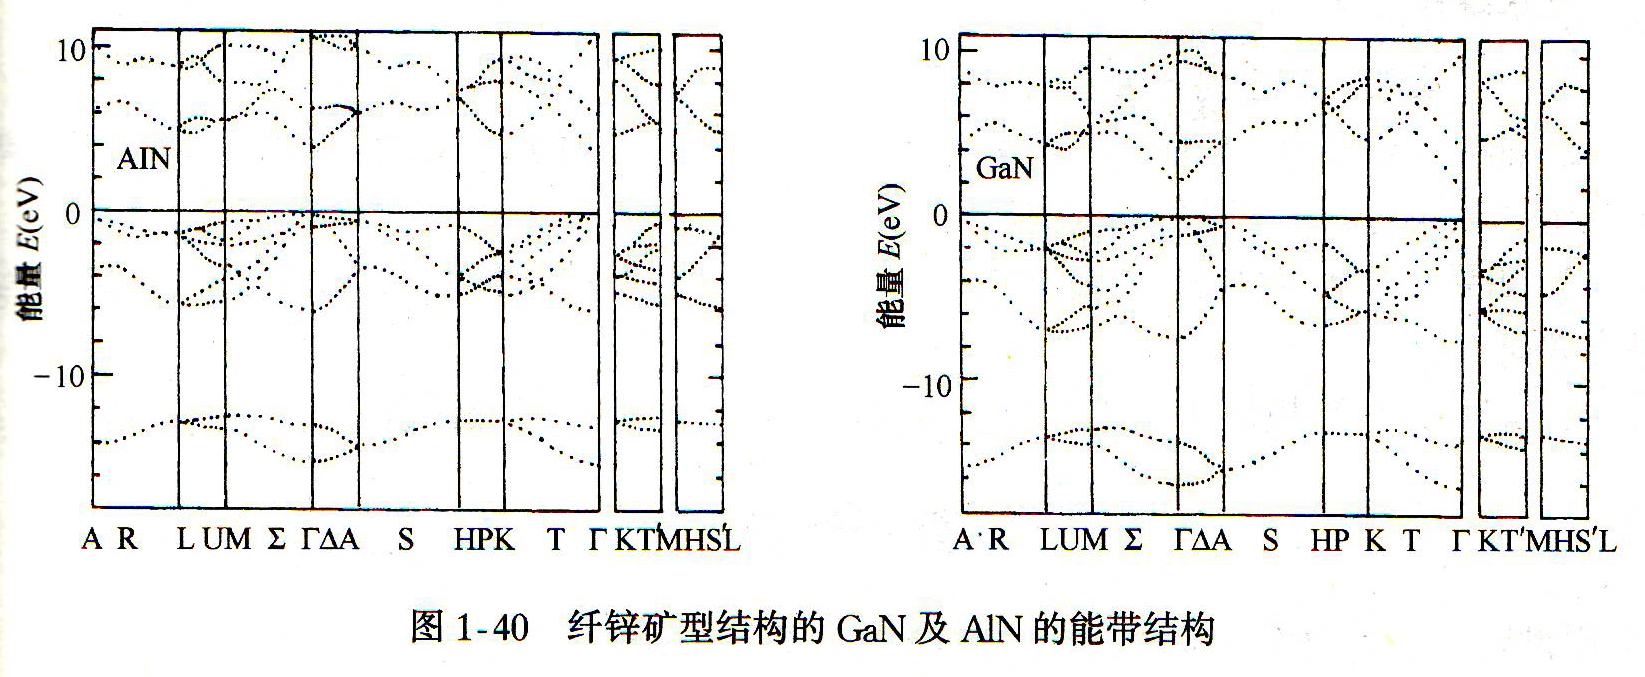 10
AlN
0
能量 E(eV)
−10
A R L U M Σ Γ Δ A S H P K T Γ K T′ M H S′ L
10
GaN
0
能量 E(eV)
−10
A·R L U M Σ Γ Δ A S H P K T Γ K T′ M H S′ L
图 1-40 纤锌矿型结构的 GaN 及 AlN 的能带结构